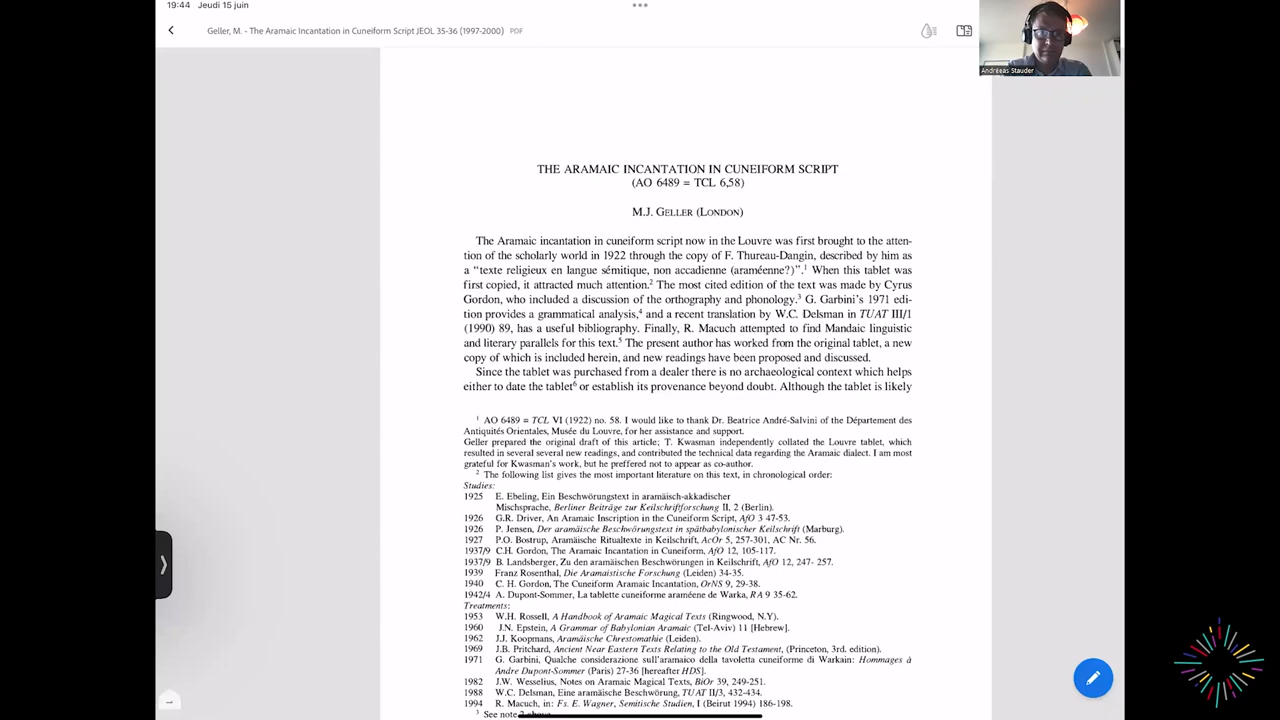 19:44 Jeudi 15 juin
Geller, M. - The Aramaic Incantation in Cuneiform Script JEOL 35-36 (1997-2000) PDF
Andréeas Stauder
THE ARAMAIC INCANTATION IN CUNEIFORM SCRIPT
(AO 6489 = TCL 6,58)
M.J. GELLER (LONDON)
The Aramaic incantation in cuneiform script now in the Louvre was first brought to the atten-
tion of the scholarly world in 1922 through the copy of F. Thureau-Dangin, described by him as
a “texte religieux en langue sémitique, non accadienne (araméenne?)”.1 When this tablet was
first copied, it attracted much attention.2 The most cited edition of the text was made by Cyrus
Gordon, who included a discussion of the orthography and phonology.3 G. Garbini's 1971 edi-
tion provides a grammatical analysis,4 and a recent translation by W.C. Delsman in TUAT III/1
(1990) 89, has a useful bibliography. Finally, R. Macuch attempted to find Mandaic linguistic
and literary parallels for this text.5 The present author has worked from the original tablet, a new
copy of which is included herein, and new readings have been proposed and discussed.
Since the tablet was purchased from a dealer there is no archaeological context which helps
either to date the tablet6 or establish its provenance beyond doubt. Although the tablet is likely
1 AO 6489 = TCL VI (1922) no. 58. I would like to thank Dr. Beatrice André-Salvini of the Département des
Antiquités Orientales, Musée du Louvre, for her assistance and support.
Geller prepared the original draft of this article; T. Kwasman independently collated the Louvre tablet, which
resulted in several several new readings, and contributed the technical data regarding the Aramaic dialect. I am most
grateful for Kwasman's work, but he preffered not to appear as co-author.
2 The following list gives the most important literature on this text, in chronological order:
Studies:
1925 E. Ebeling, Ein Beschwörungstext in aramäisch-akkadischer
Mischsprache, Berliner Beiträge zur Keilschriftforschung II, 2 (Berlin).
1926 G.R. Driver, An Aramaic Inscription in the Cuneiform Script, AfO 3 47-53.
1926 P. Jensen, Der aramäische Beschwörungstext in spätbabylonischer Keilschrift (Marburg).
1927 P.O. Bostrup, Aramäische Ritualtexte in Keilschrift, AcOr 5, 257-301, AC Nr. 56.
1937/9 C.H. Gordon, The Aramaic Incantation in Cuneiform, AfO 12, 105-117.
1937/9 B. Landsberger, Zu den aramäischen Beschwörungen in Keilschrift, AfO 12, 247- 257.
1939 Franz Rosenthal, Die Aramaistische Forschung (Leiden) 34-35.
1940 C. H. Gordon, The Cuneiform Aramaic Incantation, OrNS 9, 29-38.
1942/4 A. Dupont-Sommer, La tablette cuneiforme araméene de Warka, RA 9 35-62.
Treatments:
1953 W.H. Rossell, A Handbook of Aramaic Magical Texts (Ringwood, N.Y).
1960 J.N. Epstein, A Grammar of Babylonian Aramaic (Tel-Aviv) 11 [Hebrew].
1962 J.J. Koopmans, Aramäische Chrestomathie (Leiden).
1969 J.B. Pritchard, Ancient Near Eastern Texts Relating to the Old Testament, (Princeton, 3rd. edition).
1971 G. Garbini, Qualche considerazione sull'aramaico della tavoletta cuneiforme di Warkain: Hommages à
Andre Dupont-Sommer (Paris) 27-36 [hereafter HDS].
1982 J.W. Wesselius, Notes on Aramaic Magical Texts, BiOr 39, 249-251.
1988 W.C. Delsman, Eine aramäische Beschwörung, TUAT II/3, 432-434.
1994 R. Macuch, in: Fs. E. Wagner, Semitische Studien, I (Beirut 1994) 186-198.
3 See note 2 above.